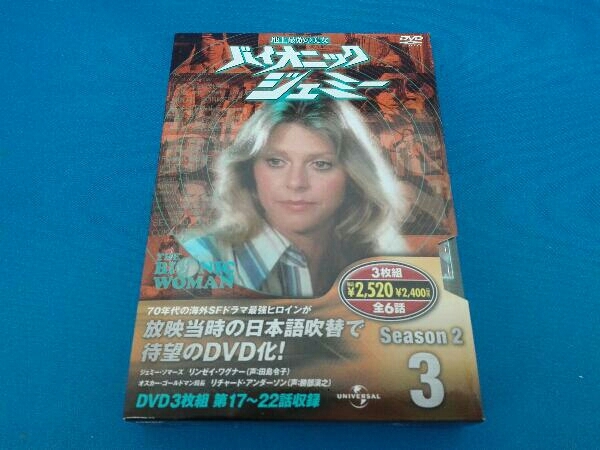 地上最強の美女
DVD
VIDEO
バイオニック
ジェミー
THE
BIONIC
WOMAN
3枚組
¥2,520
¥2,400
全6話
70年代の海外SFドラマ最強ヒロインが
放映当時の日本語吹替で
待望のDVD化!
Season 2
3
ジェミー・ソマーズ リンゼイ・ワグナー(声:田島令子)
オスカー・ゴールドマン局長 リチャード・アンダーソン(声:勝部演之)
DVD3枚組 第17~22話収録
UNIVERSAL